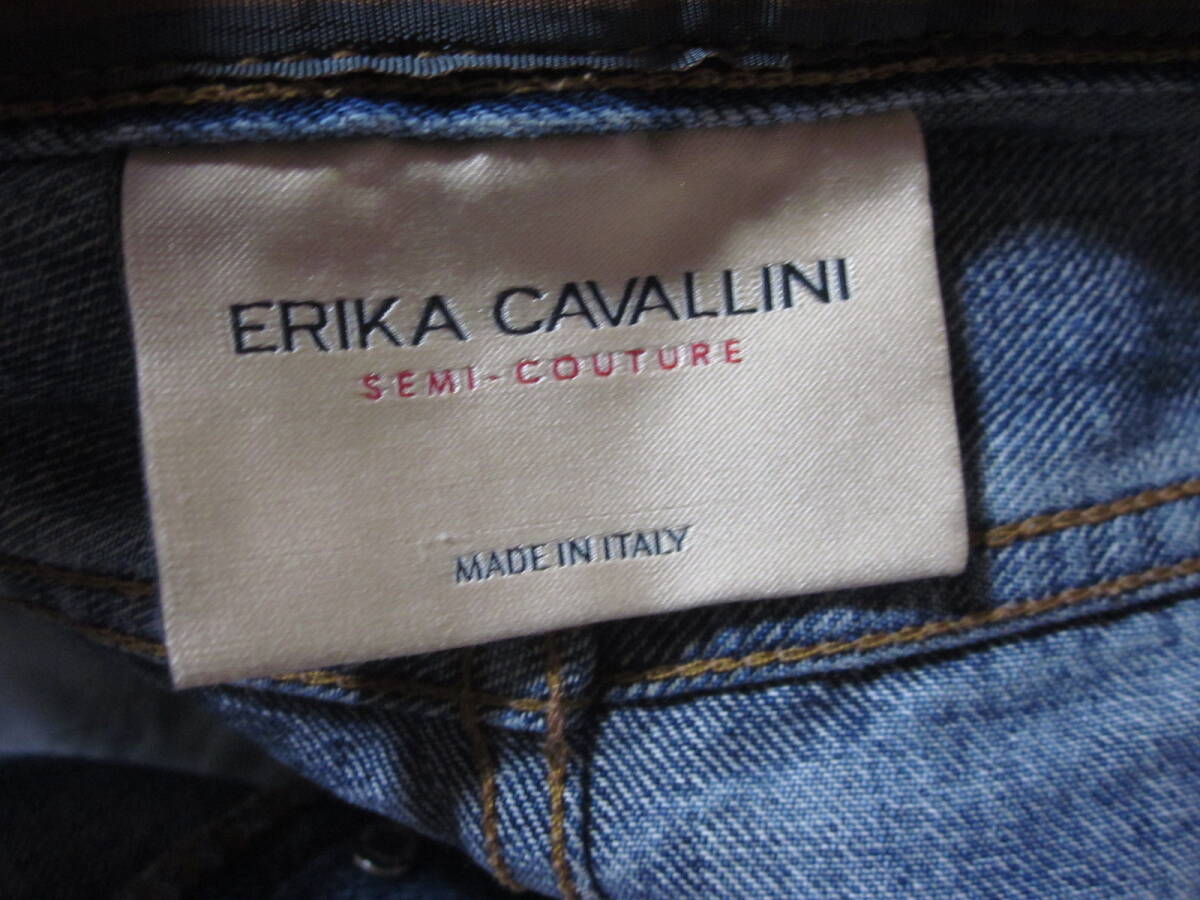 ERIKA CAVALLINI
SEMI-COUTURE
MADE IN ITALY